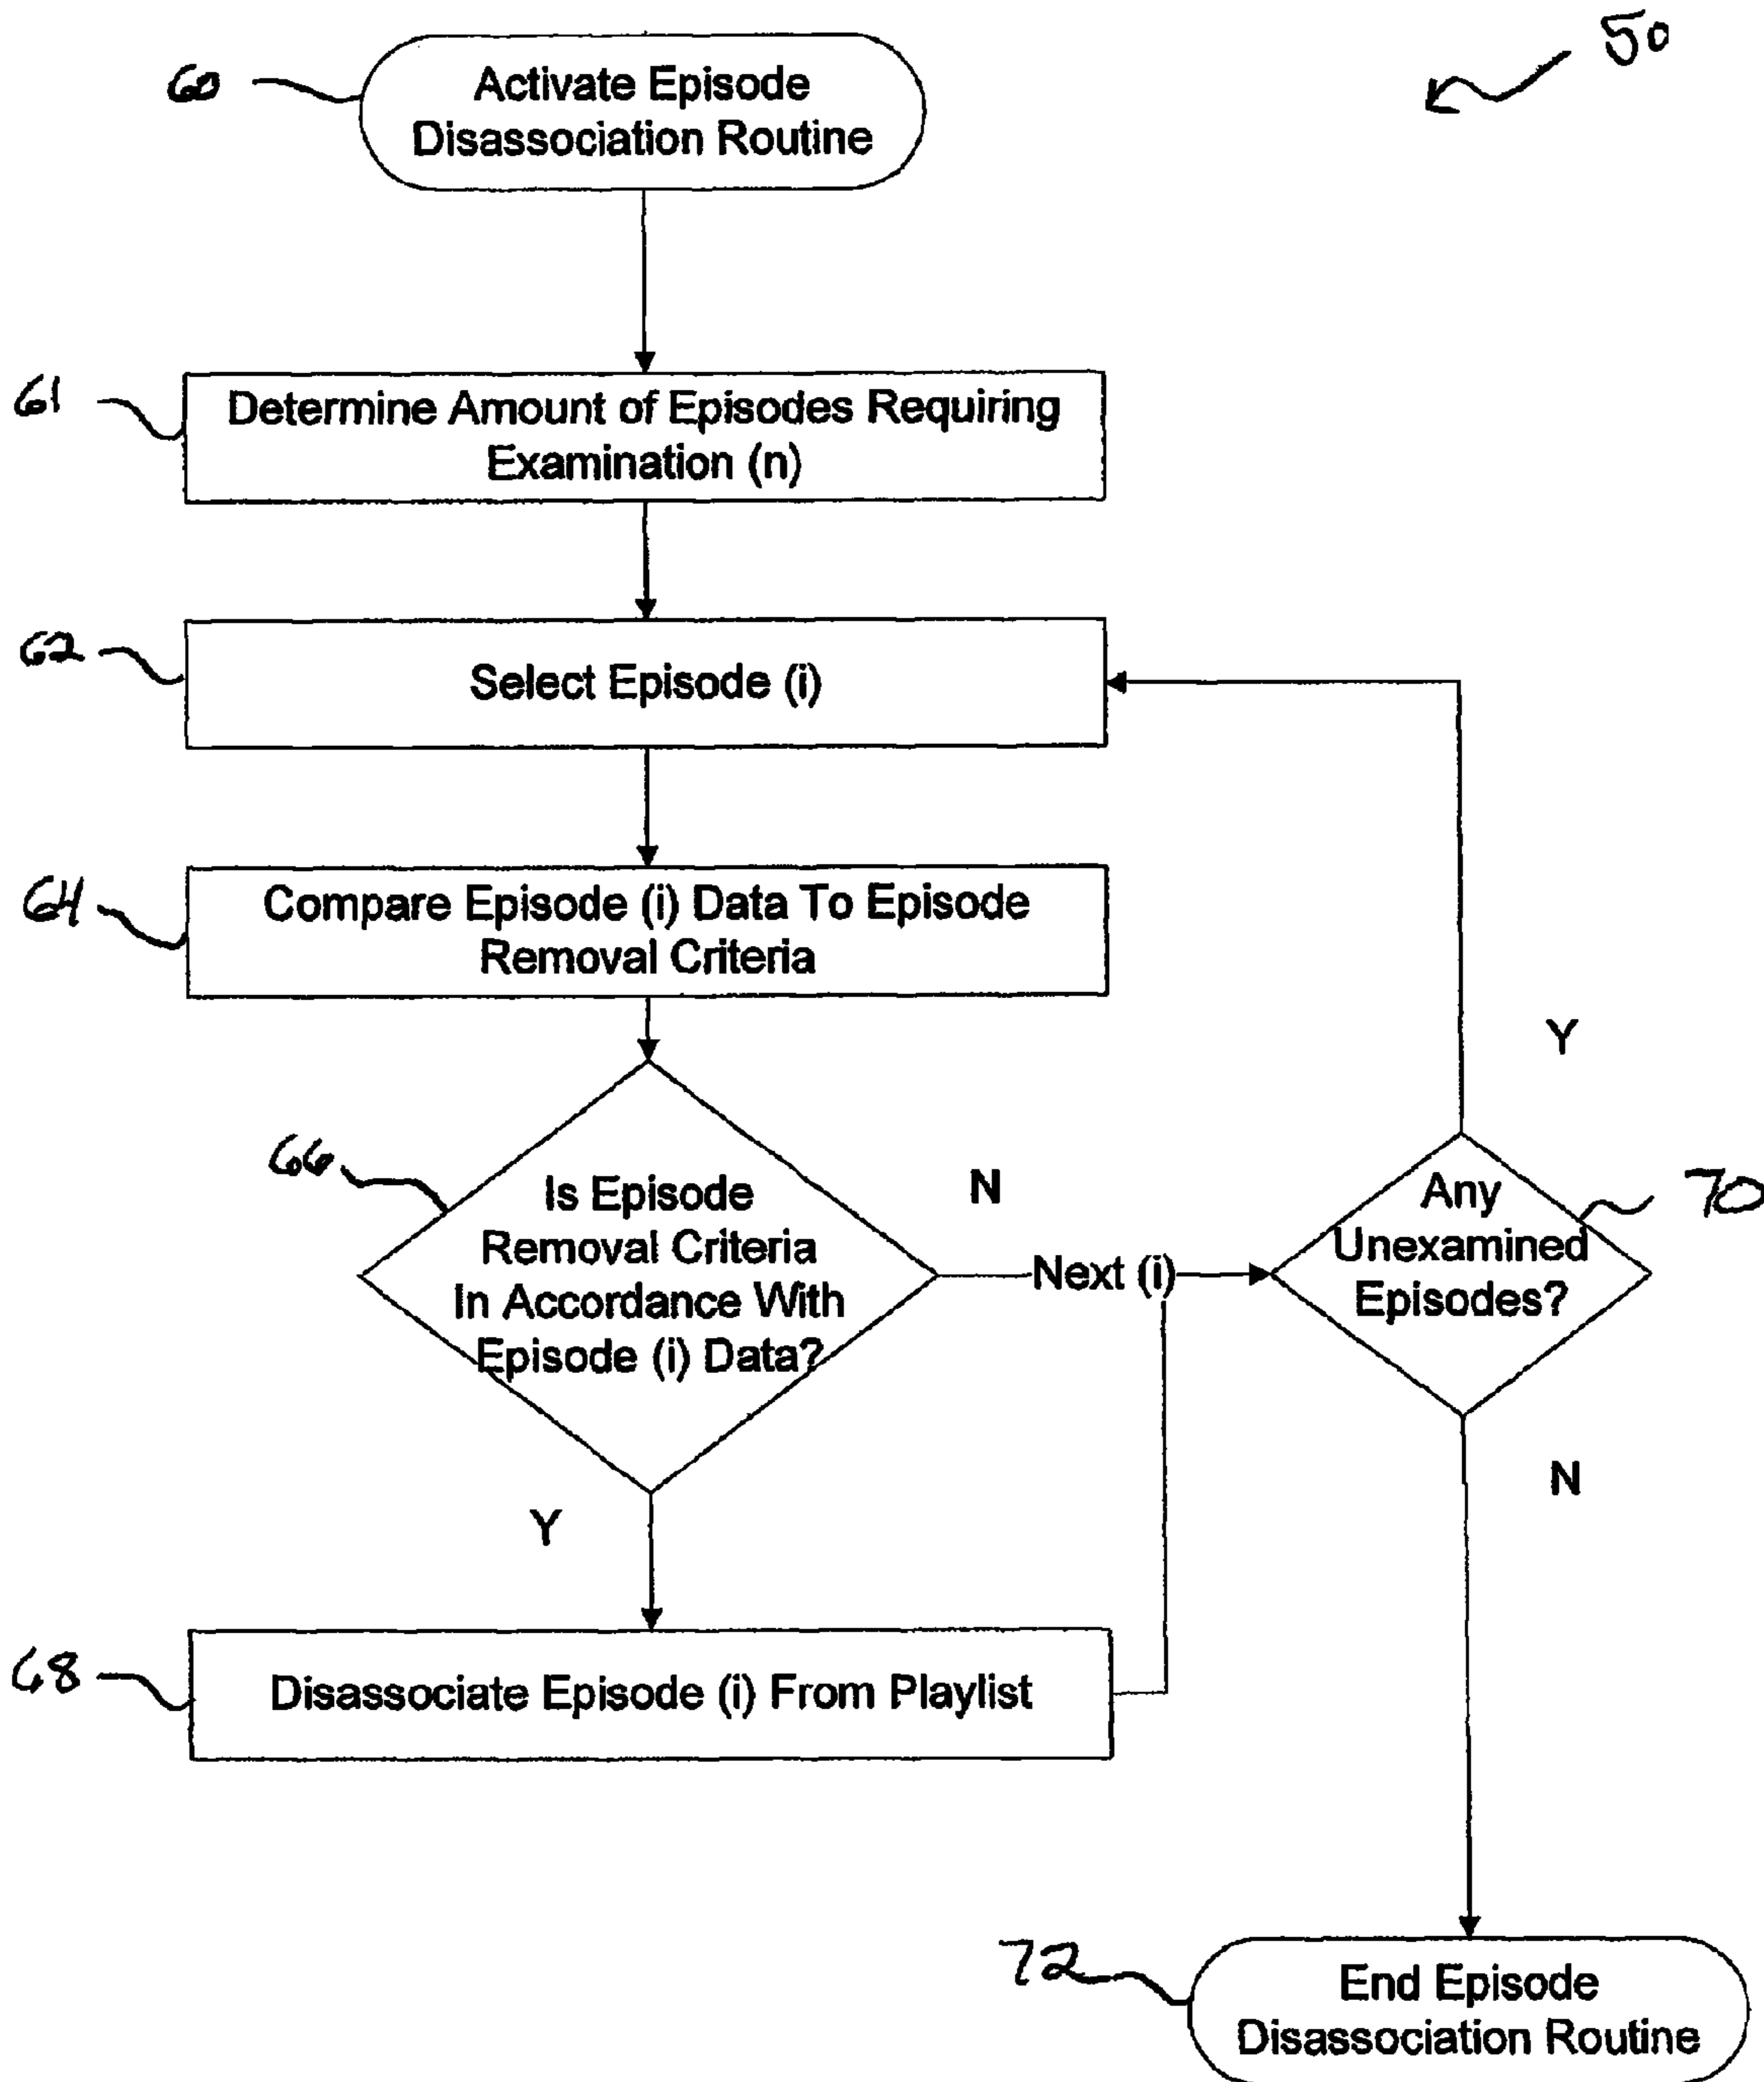 50
60
Activate Episode
Disassociation Routine
61
Determine Amount of Episodes Requiring
Examination (n)
62
Select Episode (i)
64
Compare Episode (i) Data To Episode
Removal Criteria
Y
66
Is Episode
Removal Criteria
In Accordance With
Episode (i) Data?
N
Next (i)
Any
Unexamined
Episodes?
70
Y
N
68
Disassociate Episode (i) From Playlist
72
End Episode
Disassociation Routine